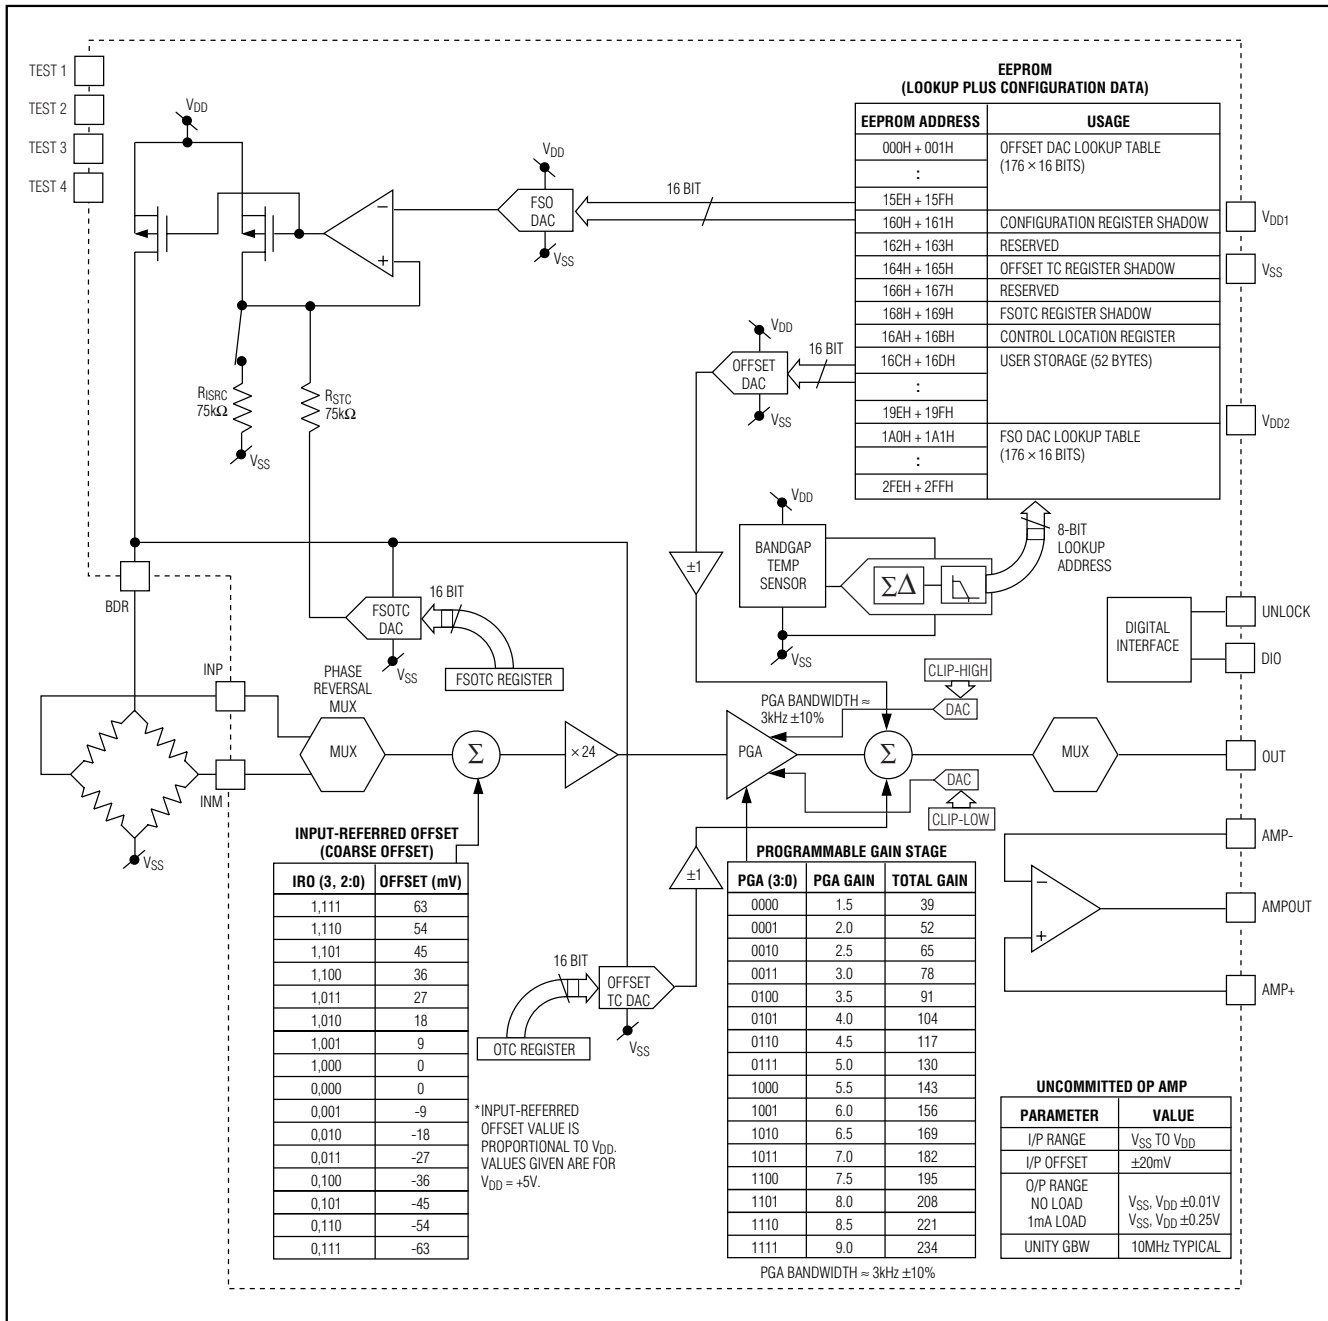 TEST 1
TEST 2
TEST 3
TEST 4
VDD
VDD
FSO
DAC
VSS
16 BIT
EEPROM
(LOOKUP PLUS CONFIGURATION DATA)
EEPROM ADDRESS USAGE
000H + 001H OFFSET DAC LOOKUP TABLE
(176 × 16 BITS)
:
15EH + 15FH
160H + 161H CONFIGURATION REGISTER SHADOW
162H + 163H RESERVED
164H + 165H OFFSET TC REGISTER SHADOW
166H + 167H RESERVED
168H + 169H FSOTC REGISTER SHADOW
16AH + 16BH CONTROL LOCATION REGISTER
16CH + 16DH USER STORAGE (52 BYTES)
:
19EH + 19FH
1A0H + 1A1H FSO DAC LOOKUP TABLE
(176 × 16 BITS)
:
2FEH + 2FFH
VDD1
VSS
VDD2
−
+
RISRC
75kΩ
VSS
RSTC
75kΩ
VDD
OFFSET
DAC
VSS
16 BIT
±1
VDD
BANDGAP
TEMP
SENSOR
VSS
ΣΔ
8-BIT
LOOKUP
ADDRESS
DIGITAL
INTERFACE
UNLOCK
DIO
BDR
FSOTC
DAC
VSS
16 BIT
FSOTC REGISTER
INP
INM
VSS
PHASE
REVERSAL
MUX
MUX
Σ
× 24
PGA BANDWIDTH ≈
3kHz ±10%
PGA
CLIP-HIGH
DAC
Σ
DAC
CLIP-LOW
MUX
OUT
INPUT-REFERRED OFFSET
(COARSE OFFSET)
IRO (3, 2:0) OFFSET (mV)
1,111 63
1,110 54
1,101 45
1,100 36
1,011 27
1,010 18
1,001 9
1,000 0
0,000 0
0,001 -9
0,010 -18
0,011 -27
0,100 -36
0,101 -45
0,110 -54
0,111 -63
±1
16 BIT
OFFSET
TC DAC
VSS
OTC REGISTER
*INPUT-REFERRED
OFFSET VALUE IS
PROPORTIONAL TO VDD.
VALUES GIVEN ARE FOR
VDD = +5V.
PROGRAMMABLE GAIN STAGE
PGA (3:0) PGA GAIN TOTAL GAIN
0000 1.5 39
0001 2.0 52
0010 2.5 65
0011 3.0 78
0100 3.5 91
0101 4.0 104
0110 4.5 117
0111 5.0 130
1000 5.5 143
1001 6.0 156
1010 6.5 169
1011 7.0 182
1100 7.5 195
1101 8.0 208
1110 8.5 221
1111 9.0 234
PGA BANDWIDTH ≈ 3kHz ±10%
−
+
AMP-
AMPOUT
AMP+
UNCOMMITTED OP AMP
PARAMETER VALUE
I/P RANGE VSS TO VDD
I/P OFFSET ±20mV
O/P RANGE
NO LOAD VSS, VDD ±0.01V
1mA LOAD VSS, VDD ±0.25V
UNITY GBW 10MHz TYPICAL